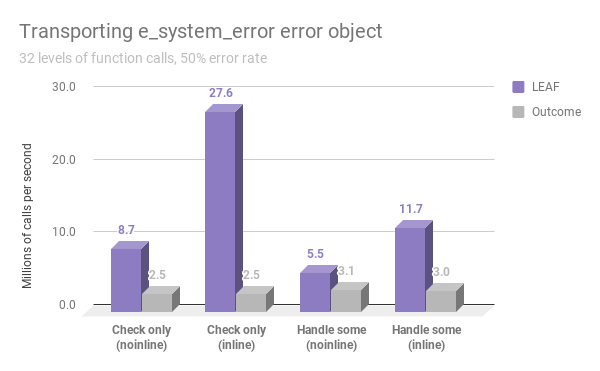 Transporting e_system_error error object
32 levels of function calls, 50% error rate
Millions of calls per second
30.0
20.0
10.0
0.0
8.7
2.5
27.6
2.5
5.5
3.1
11.7
3.0
Check only
(noinline)
Check only
(inline)
Handle some
(noinline)
Handle some
(inline)
LEAF
Outcome